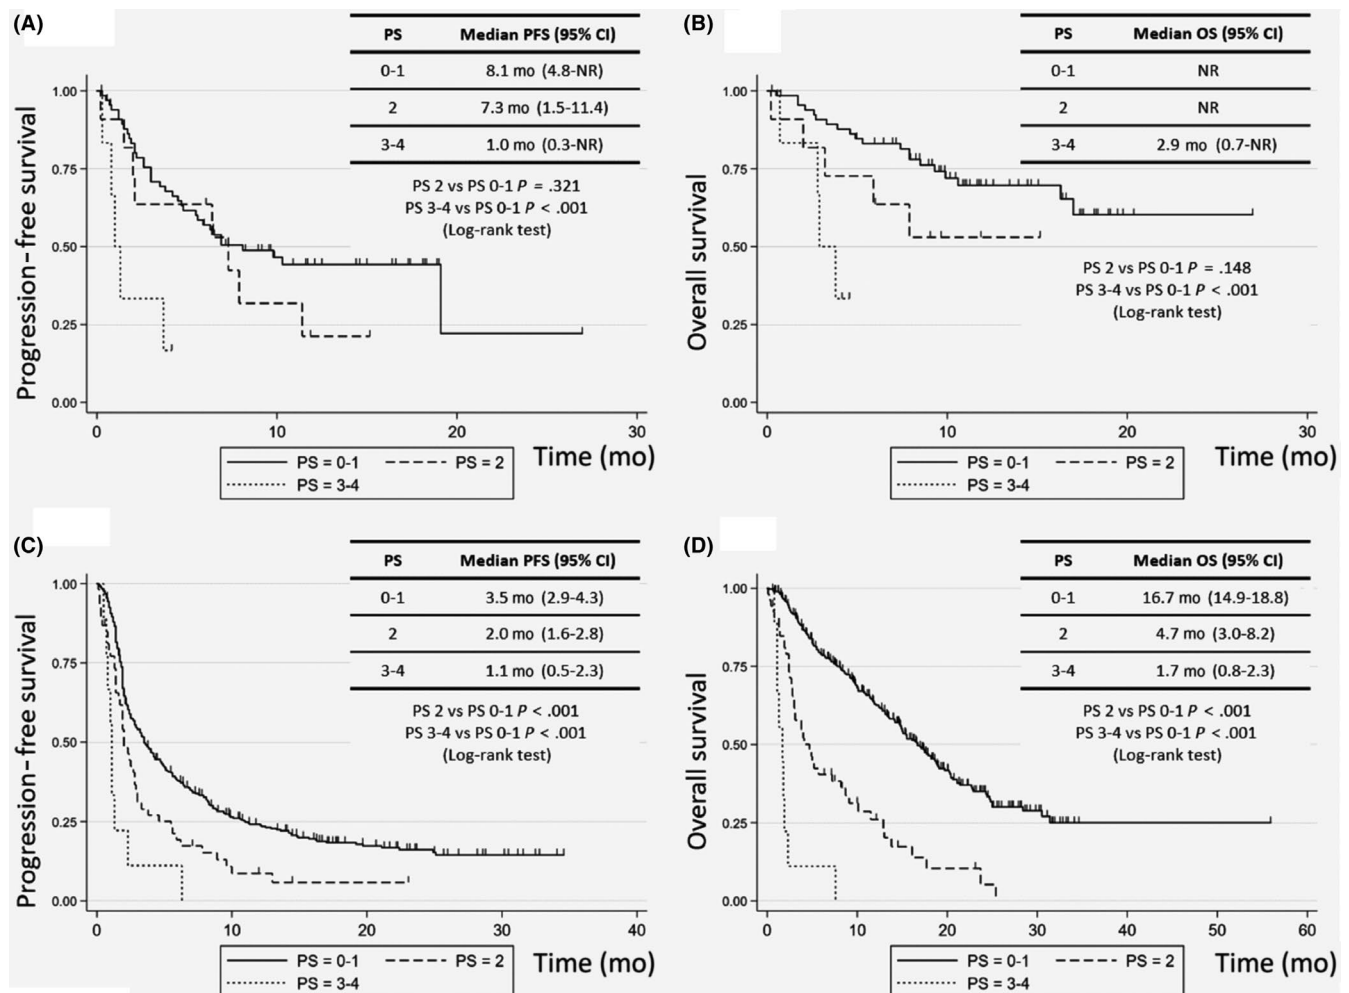 (A)
PS Median PFS (95% CI)
0-1 8.1 mo (4.8-NR)
2 7.3 mo (1.5-11.4)
3-4 1.0 mo (0.3-NR)
PS 2 vs PS 0-1 P = .321
PS 3-4 vs PS 0-1 P < .001
(Log-rank test)
Progression-free survival
1.00
0.75
0.50
0.25
0.00
0 10 20 30
Time (mo)
PS = 0-1 PS = 2
PS = 3-4
(B)
PS Median OS (95% CI)
0-1 NR
2 NR
3-4 2.9 mo (0.7-NR)
PS 2 vs PS 0-1 P = .148
PS 3-4 vs PS 0-1 P < .001
(Log-rank test)
Overall survival
1.00
0.75
0.50
0.25
0.00
0 10 20 30
Time (mo)
PS = 0-1 PS = 2
PS = 3-4
(C)
PS Median PFS (95% CI)
0-1 3.5 mo (2.9-4.3)
2 2.0 mo (1.6-2.8)
3-4 1.1 mo (0.5-2.3)
PS 2 vs PS 0-1 P < .001
PS 3-4 vs PS 0-1 P < .001
(Log-rank test)
Progression-free survival
1.00
0.75
0.50
0.25
0.00
0 10 20 30 40
Time (mo)
PS = 0-1 PS = 2
PS = 3-4
(D)
PS Median OS (95% CI)
0-1 16.7 mo (14.9-18.8)
2 4.7 mo (3.0-8.2)
3-4 1.7 mo (0.8-2.3)
PS 2 vs PS 0-1 P < .001
PS 3-4 vs PS 0-1 P < .001
(Log-rank test)
Overall survival
1.00
0.75
0.50
0.25
0.00
0 10 20 30 40 50 60
Time (mo)
PS = 0-1 PS = 2
PS = 3-4